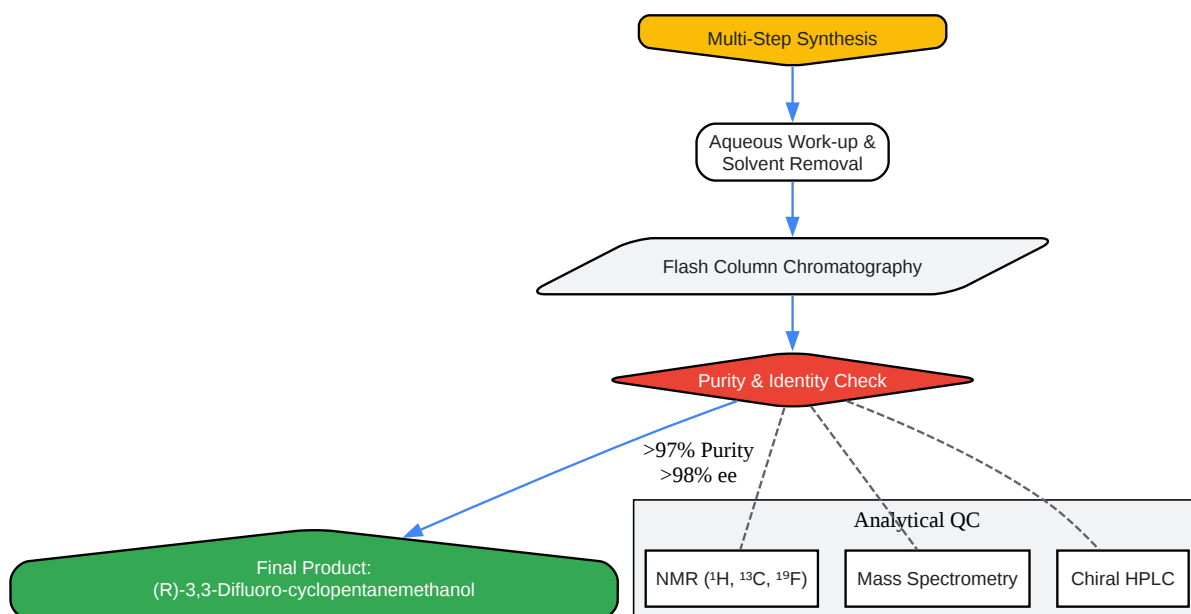 Multi-Step Synthesis
Aqueous Work-up &
Solvent Removal
Flash Column Chromatography
Purity & Identity Check
>97% Purity
>98% ee
Analytical QC
Final Product:
(R)-3,3-Difluoro-cyclopentanemethanol
NMR (¹H, ¹³C, ¹⁹F)
Mass Spectrometry
Chiral HPLC